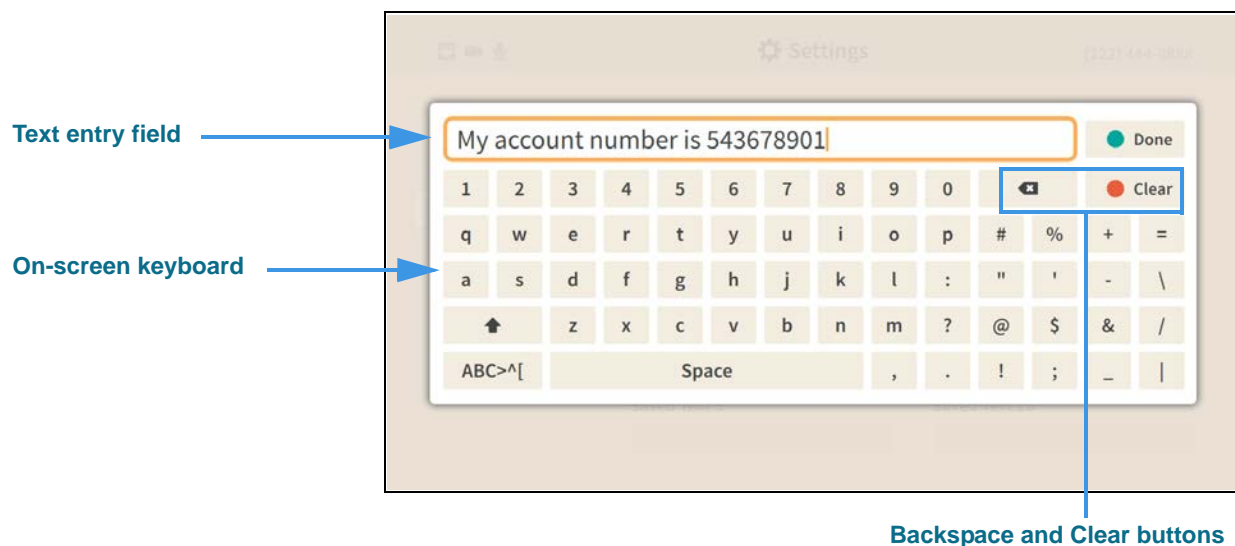 Settings
Text entry field
My account number is 543678901
Done
1 2 3 4 5 6 7 8 9 0 Clear
q w e r t y u i o p # % + =
On-screen keyboard
a s d f g h j k l : " ' - \
z x c v b n m ? @ $ & /
ABC>^[ Space , . ! ; _ |
Backspace and Clear buttons